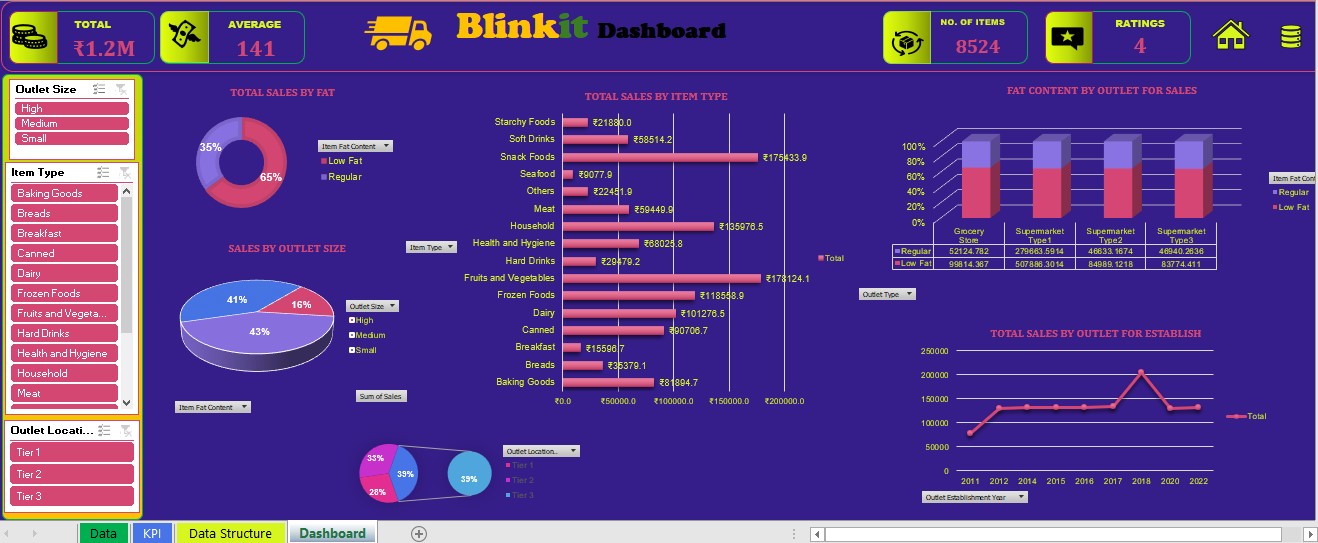 TOTAL
₹1.2M
AVERAGE
141
Blinkit Dashboard
NO. OF ITEMS
8524
RATINGS
4
Outlet Size
High
Medium
Small
Item Type
Baking Goods
Breads
Breakfast
Canned
Dairy
Frozen Foods
Fruits and Vegeta...
Hard Drinks
Health and Hygiene
Household
Meat
Outlet Locati...
Tier 1
Tier 2
Tier 3
TOTAL SALES BY FAT
35%
65%
Item Fat Content
Low Fat
Regular
SALES BY OUTLET SIZE
41%
16%
43%
Outlet Size
High
Medium
Small
Item Fat Content
Sum of Sales
TOTAL SALES BY ITEM TYPE
Item Type
Starchy Foods ₹21880.0
Soft Drinks ₹58514.2
Snack Foods ₹175433.9
Seafood ₹9077.9
Others ₹22451.9
Meat ₹59449.9
Household ₹135976.5
Health and Hygiene ₹68025.8
Hard Drinks ₹29479.2
Fruits and Vegetables ₹178124.1
Frozen Foods ₹118558.9
Dairy ₹101276.5
Canned ₹90706.7
Breakfast ₹15596.7
Breads ₹35379.1
Baking Goods ₹81894.7
₹0.0 ₹50000.0 ₹100000.0 ₹150000.0 ₹200000.0
Total
33%
39%
28%
39%
Outlet Location..
Tier 1
Tier 2
Tier 3
FAT CONTENT BY OUTLET FOR SALES
100%
80%
60%
40%
20%
0%
Grocery Store
Supermarket Type1
Supermarket Type2
Supermarket Type3
Regular 52124.782 279663.5914 46633.1674 46940.2636
Low Fat 99814.367 507886.3014 84989.1218 83774.411
Item Fat Cont
Regular
Low Fat
Outlet Type
TOTAL SALES BY OUTLET FOR ESTABLISH
250000
200000
150000
100000
50000
0
2011 2012 2014 2015 2016 2017 2018 2020 2022
Total
Outlet Establishment Year
Data KPI Data Structure Dashboard